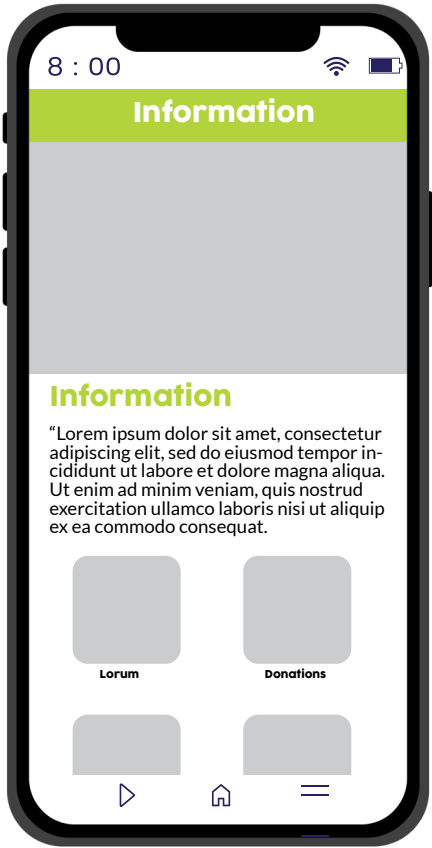 8 : 00
Information
Information
“Lorem ipsum dolor sit amet, consectetur
adipiscing elit, sed do eiusmod tempor in-
cididunt ut labore et dolore magna aliqua.
Ut enim ad minim veniam, quis nostrud
exercitation ullamco laboris nisi ut aliquip
ex ea commodo consequat.
Lorum
Donations